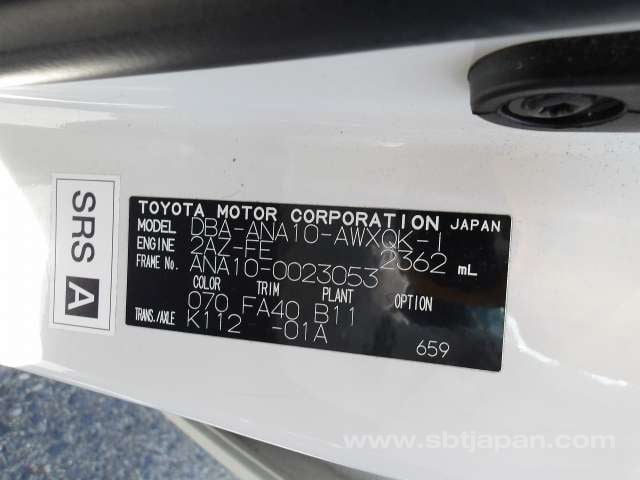 SRS A
TOYOTA MOTOR CORPORATION JAPAN
MODEL DBA-ANA10-AWXQK-I
ENGINE 2AZ-FE 2362 mL
FRAME No. ANA10-0023053
COLOR TRIM PLANT OPTION
070 FA40 B11
TRANS./AXLE K112 -01A
659
www.sbtjapan.com